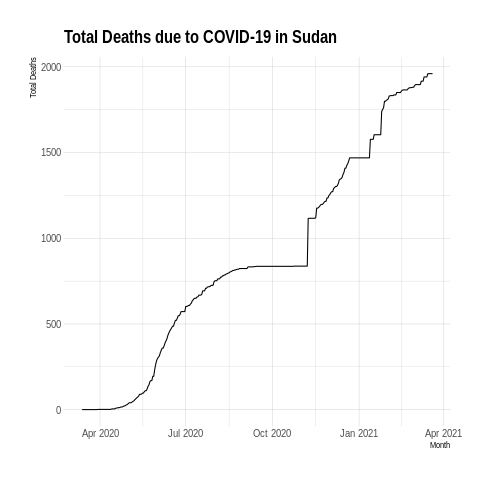 Total Deaths due to COVID-19 in Sudan
Total Deaths
2000
1500
1000
500
0
Apr 2020 Jul 2020 Oct 2020 Jan 2021 Apr 2021
Month